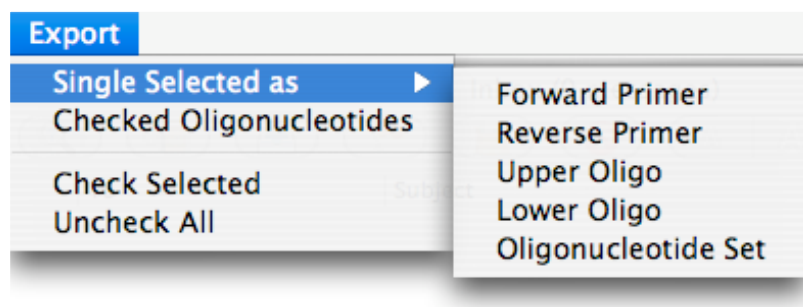 Export
Single Selected as
Checked Oligonucleotides
Check Selected
Uncheck All
Forward Primer
Reverse Primer
Upper Oligo
Lower Oligo
Oligonucleotide Set
Subject